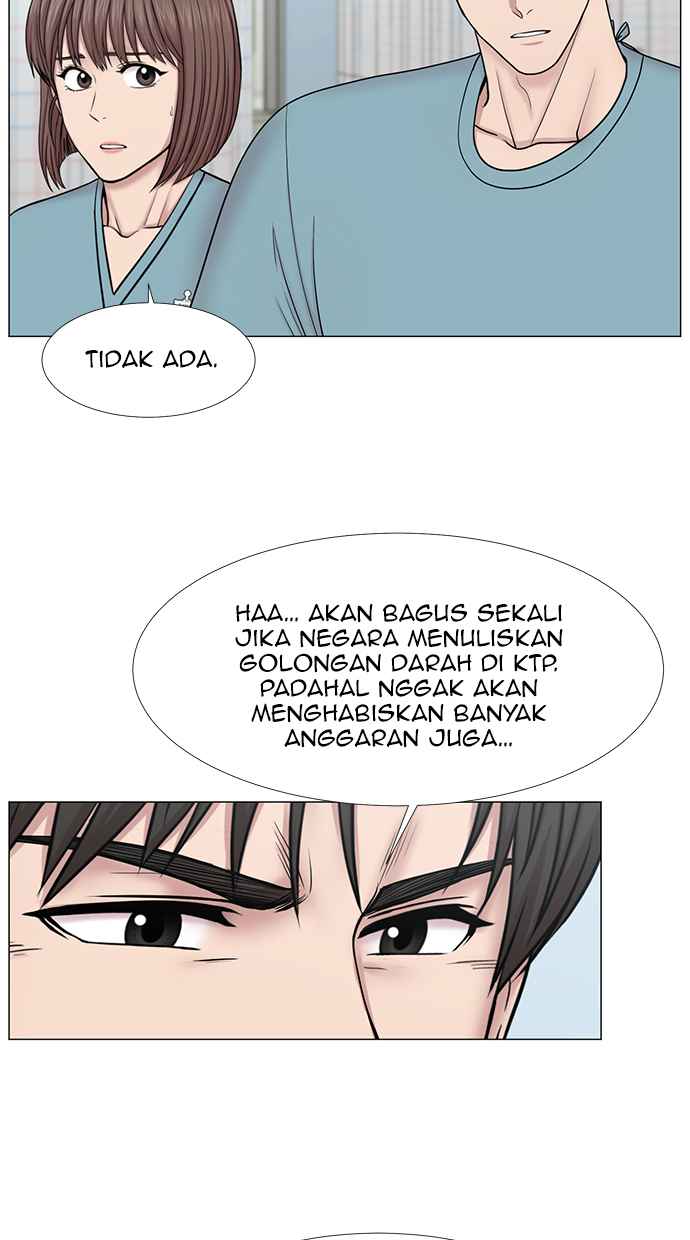 TIDAK ADA.
HAA... AKAN BAGUS SEKALI
JIKA NEGARA MENULISKAN
GOLONGAN DARAH DI KTP.
PADAHAL NGGAK AKAN
MENGHABISKAN BANYAK
ANGGARAN JUGA...